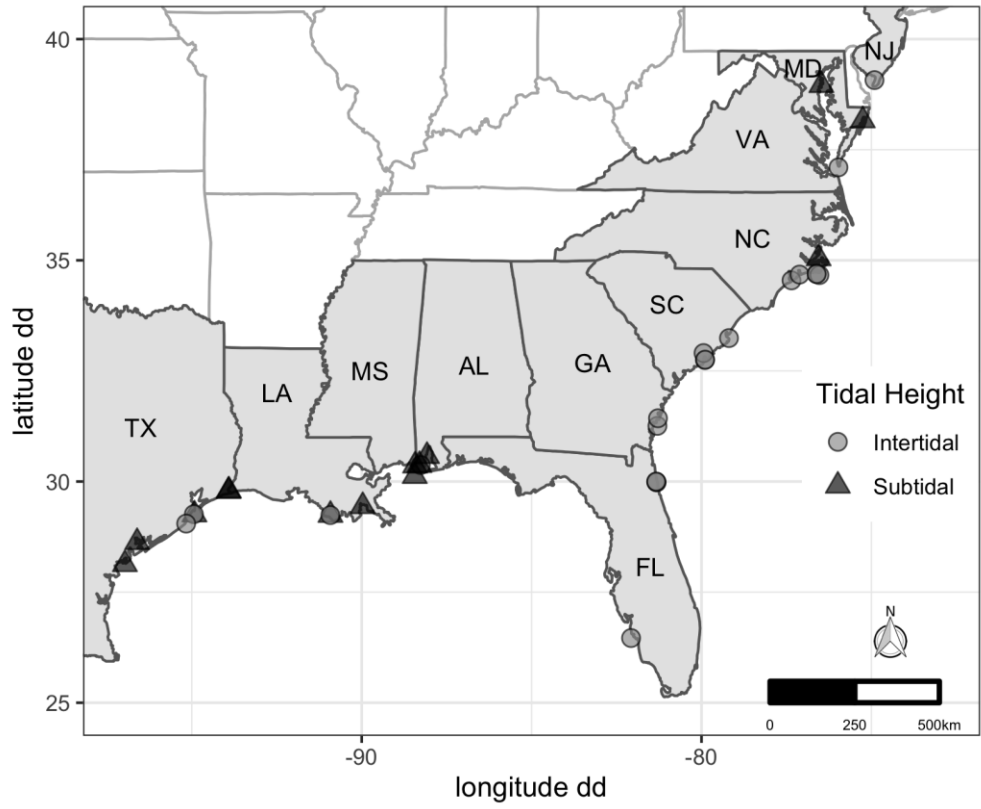 40
35
30
25
latitude dd
-90
-80
longitude dd
NJ
MD
VA
NC
SC
TX
LA
MS
AL
GA
FL
Tidal Height
Intertidal
Subtidal
N
0 250 500km